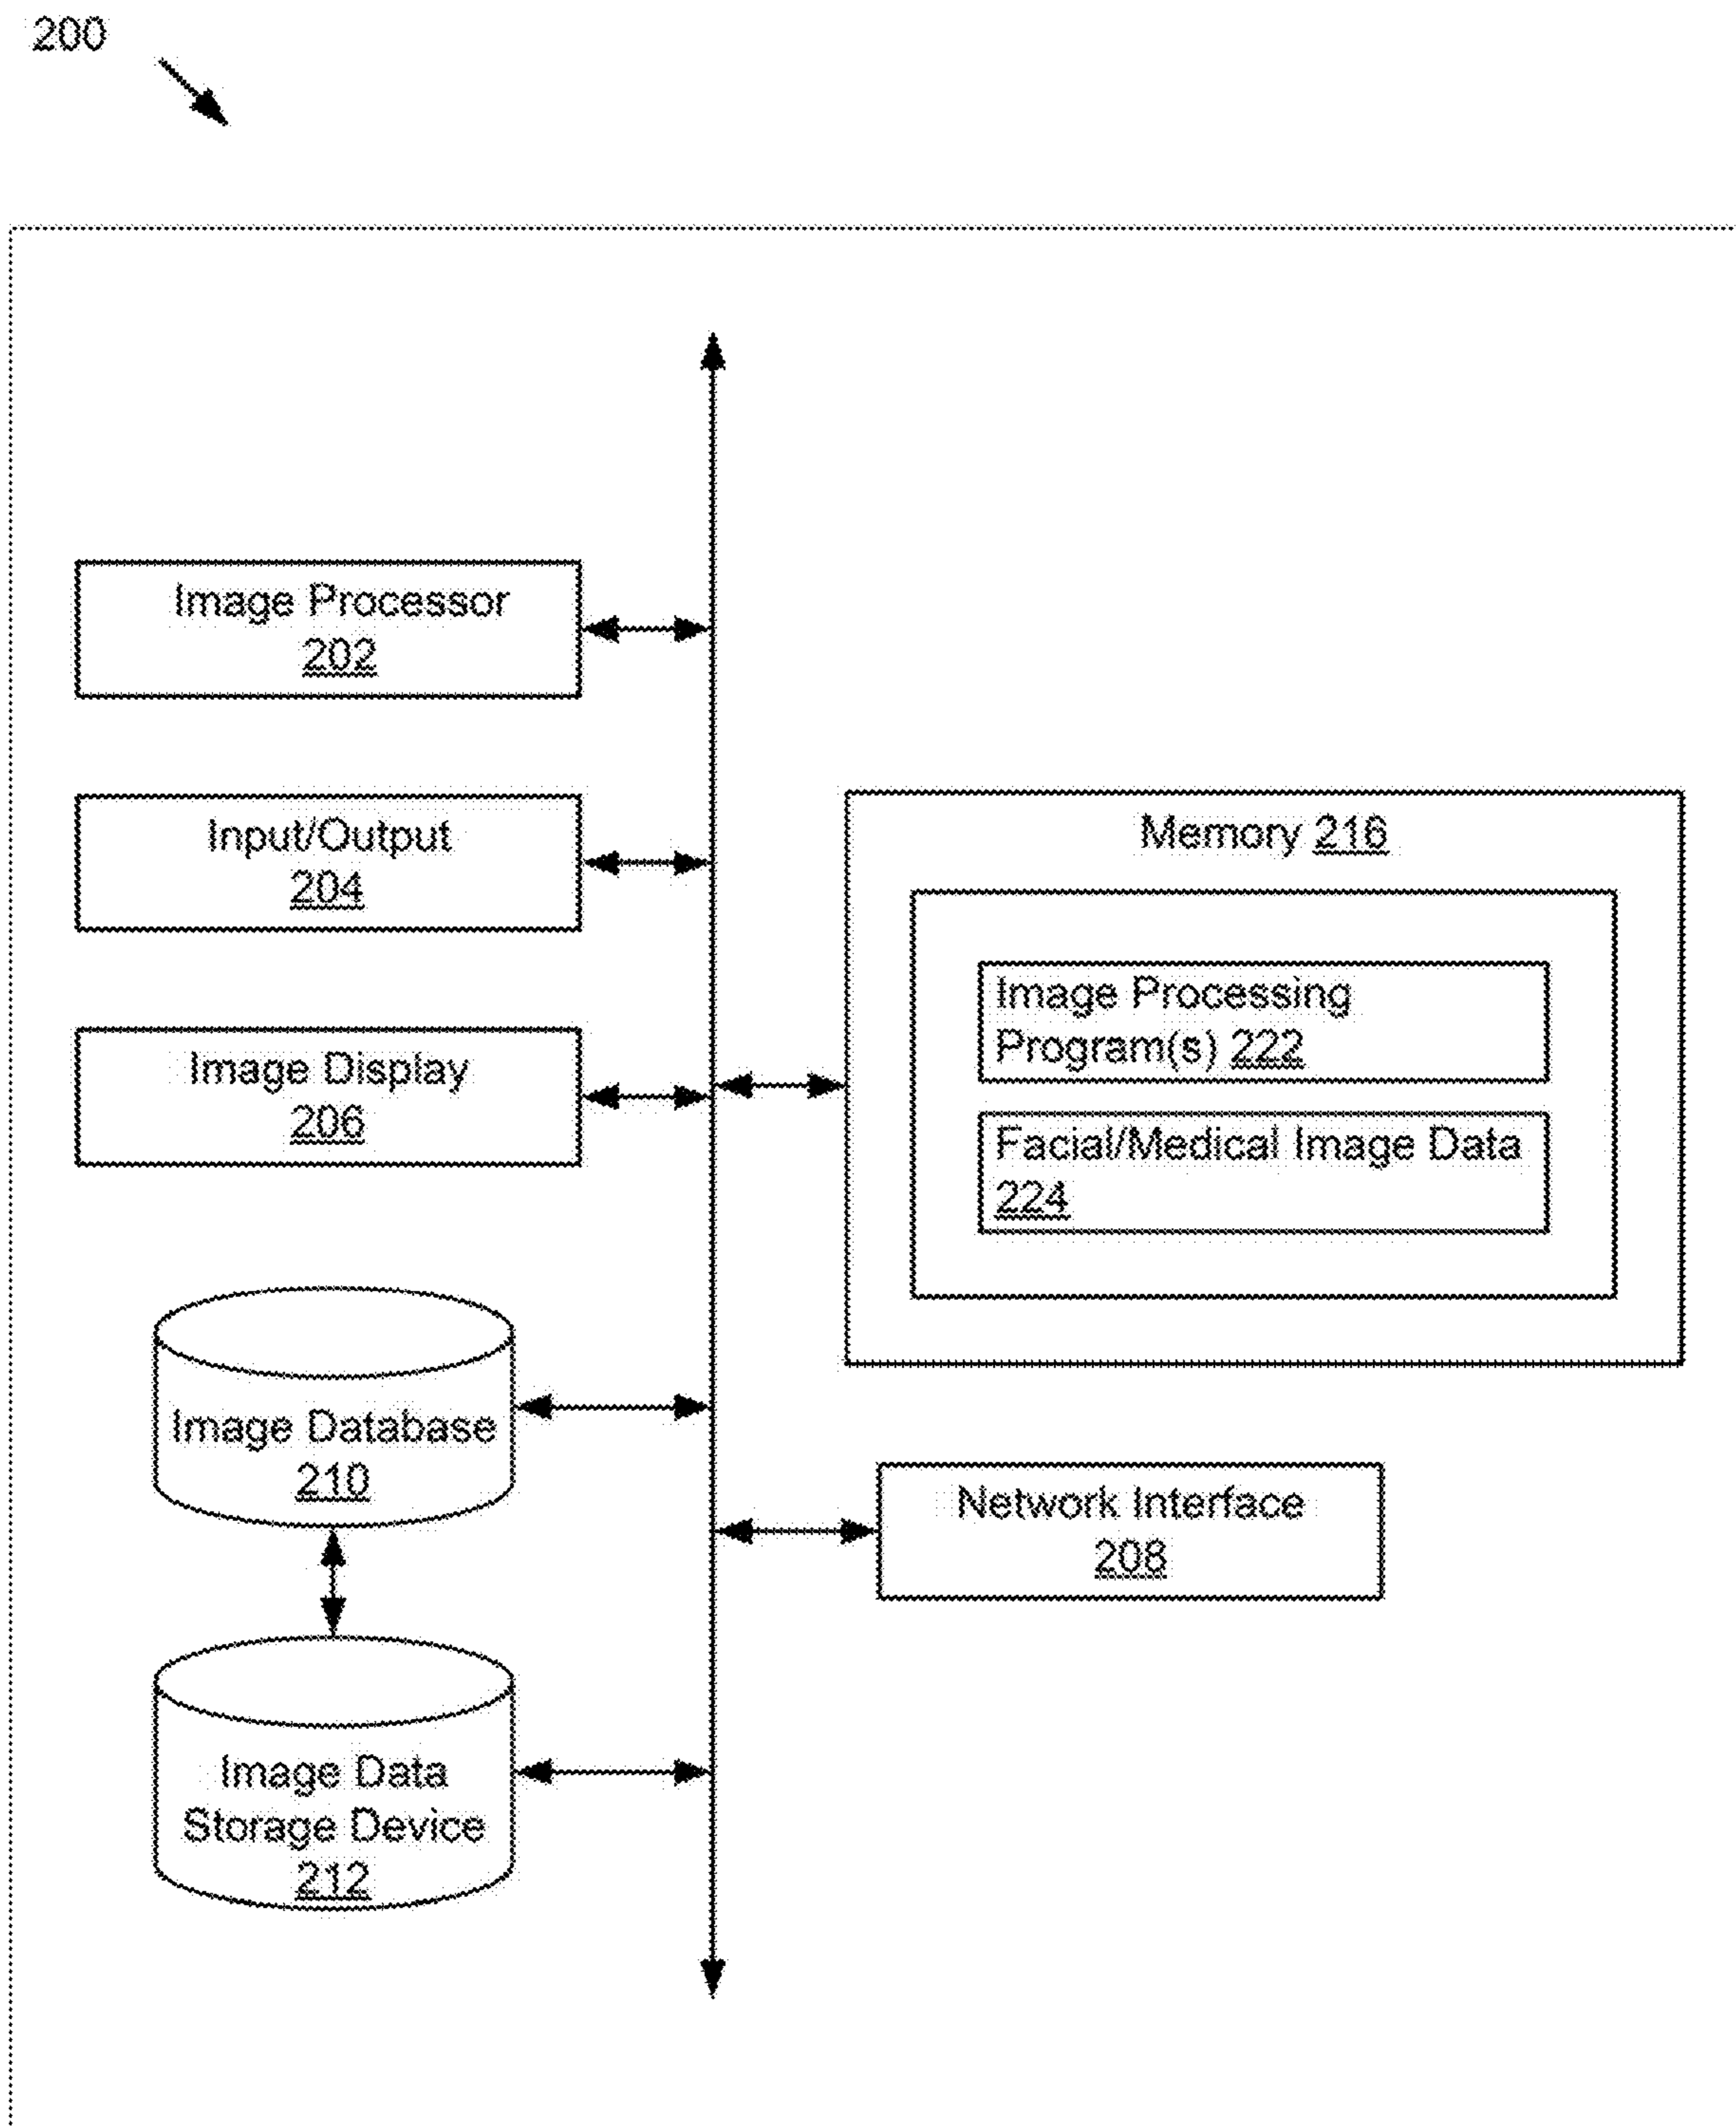 200
Image Processor
202
Input/Output
204
Memory 216
Image Processing
Program(s) 222
Image Display
206
Facial/Medical Image Data
224
Image Database
210
Network Interface
208
Image Data
Storage Device
212